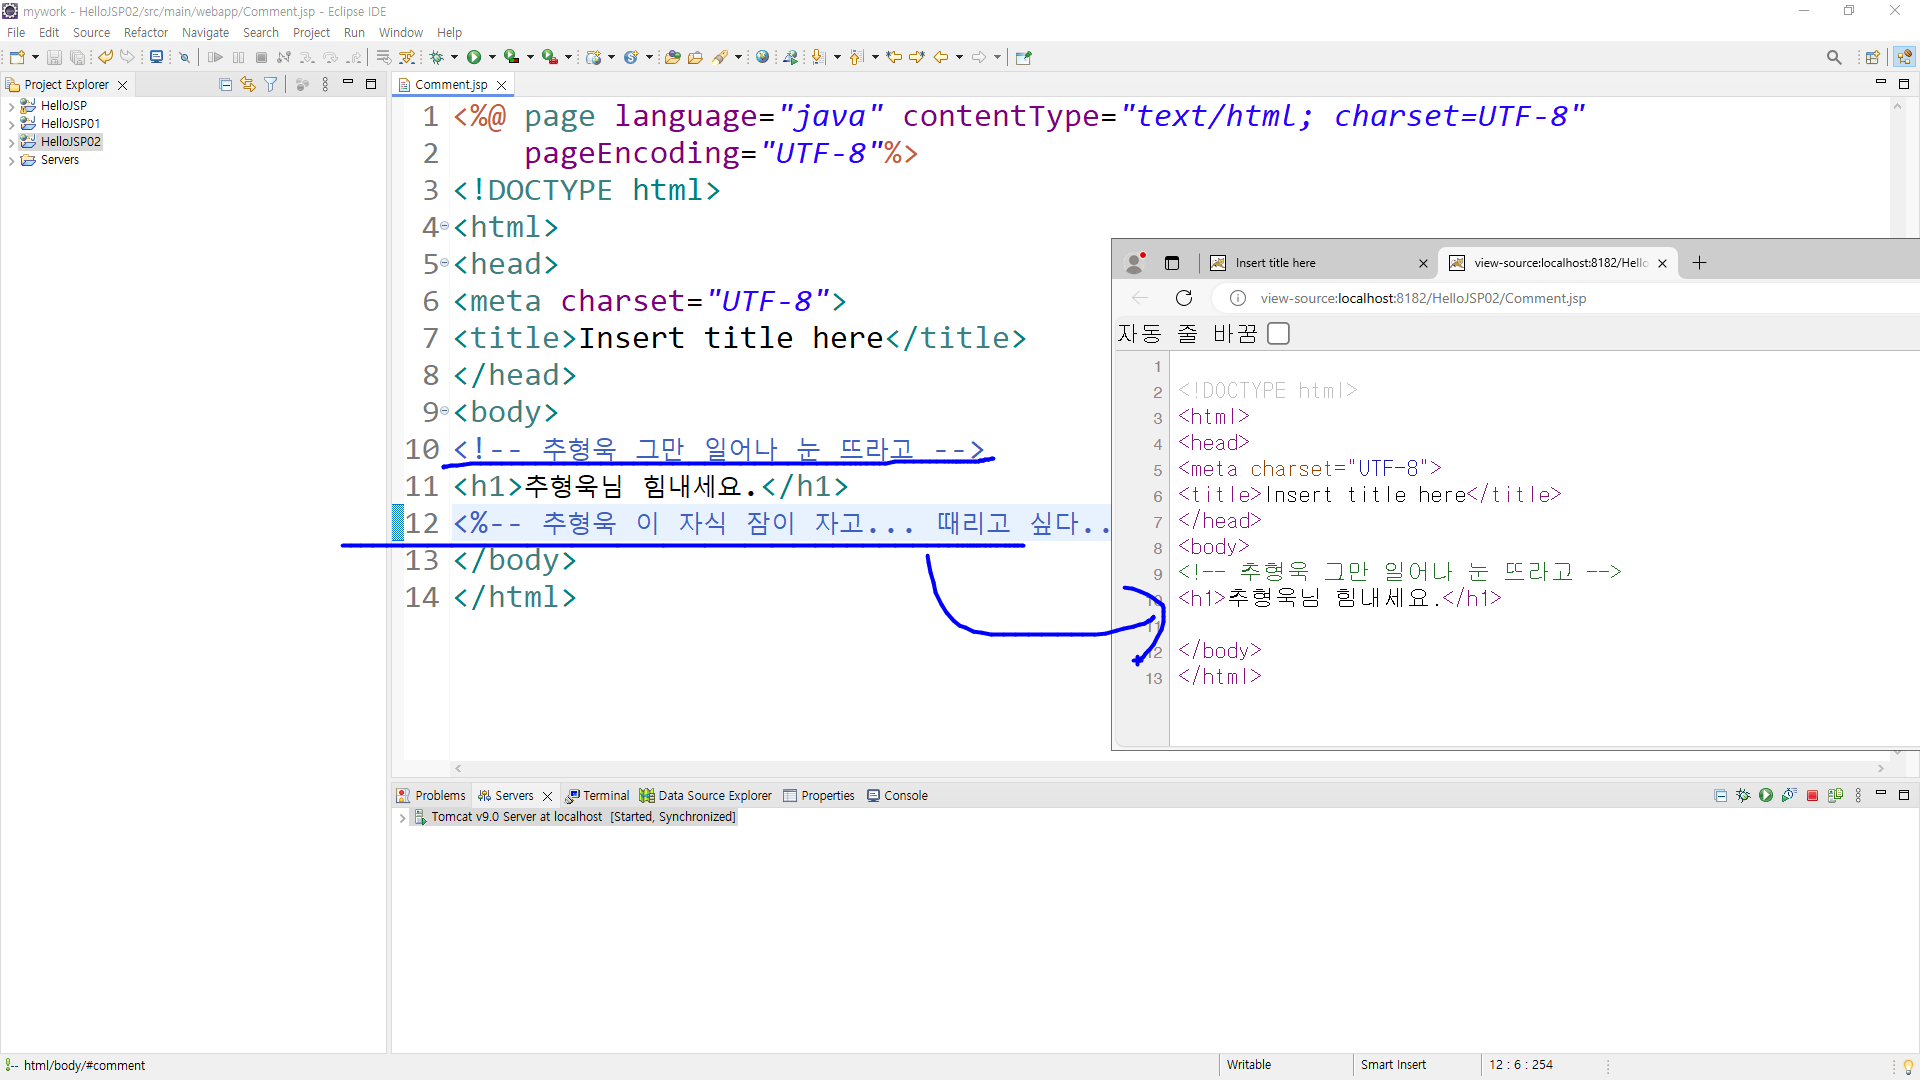 mywork - HelloJSP02/src/main/webapp/Comment.jsp - Eclipse IDE
File Edit Source Refactor Navigate Search Project Run Window Help
Project Explorer
HelloJSP
HelloJSP01
HelloJSP02
Servers
Comment.jsp
1 <%@ page language="java" contentType="text/html; charset=UTF-8"
2 pageEncoding="UTF-8"%>
3 <!DOCTYPE html>
4 <html>
5 <head>
6 <meta charset="UTF-8">
7 <title>Insert title here</title>
8 </head>
9 <body>
10 <!-- 추형욱 그만 일어나 눈 뜨라고 -->
11 <h1>추형욱님 힘내세요.</h1>
12 <%-- 추형욱 이 자식 잠이 자고... 때리고 싶다..
13 </body>
14 </html>
Insert title here
view-source:localhost:8182/Hello
view-source:localhost:8182/HelloJSP02/Comment.jsp
자동 줄 바꿈
1
2 <!DOCTYPE html>
3 <html>
4 <head>
5 <meta charset="UTF-8">
6 <title>Insert title here</title>
7 </head>
8 <body>
9 <!-- 추형욱 그만 일어나 눈 뜨라고 -->
10 <h1>추형욱님 힘내세요.</h1>
11
12 </body>
13 </html>
Problems Servers Terminal Data Source Explorer Properties Console
Tomcat v9.0 Server at localhost [Started, Synchronized]
html/body/#comment Writable Smart Insert 12 : 6 : 254